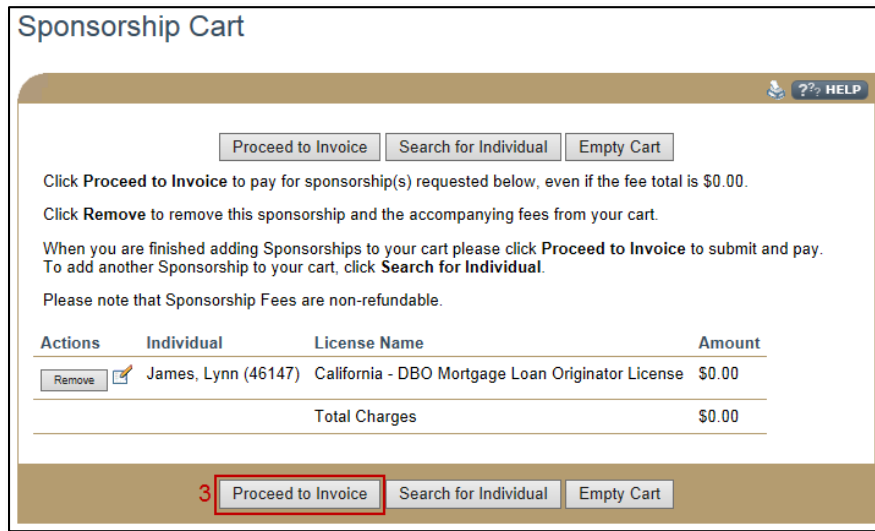 Sponsorship Cart
??? HELP
Proceed to Invoice Search for Individual Empty Cart
Click Proceed to Invoice to pay for sponsorship(s) requested below, even if the fee total is $0.00.
Click Remove to remove this sponsorship and the accompanying fees from your cart.
When you are finished adding Sponsorships to your cart please click Proceed to Invoice to submit and pay.
To add another Sponsorship to your cart, click Search for Individual.
Please note that Sponsorship Fees are non-refundable.
Actions Individual License Name Amount
Remove James, Lynn (46147) California - DBO Mortgage Loan Originator License $0.00
Total Charges $0.00
3 Proceed to Invoice Search for Individual Empty Cart